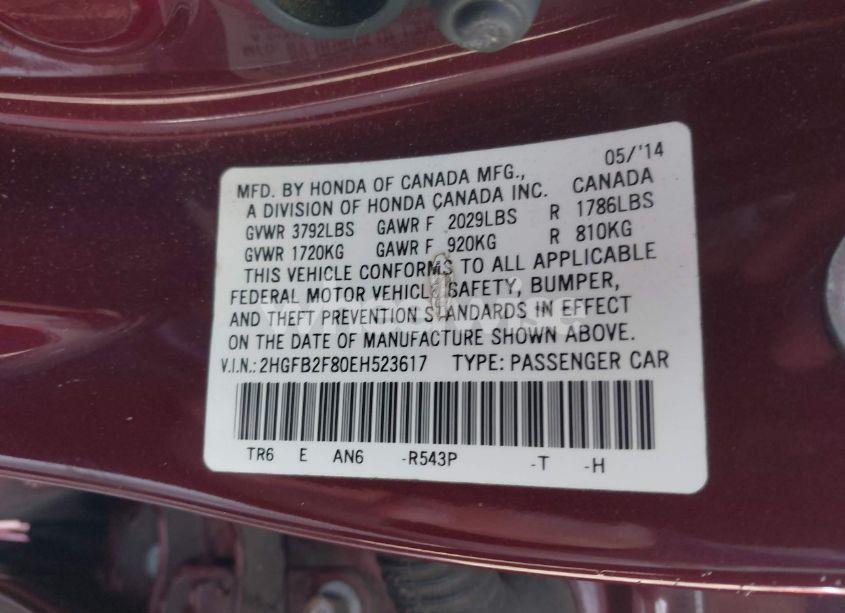 MFD. BY HONDA OF CANADA MFG., 05/'14
A DIVISION OF HONDA CANADA INC. CANADA
GVWR 3792LBS GAWR F 2029LBS R 1786LBS
GVWR 1720KG GAWR F 920KG R 810KG
THIS VEHICLE CONFORMS TO ALL APPLICABLE
FEDERAL MOTOR VEHICLE SAFETY, BUMPER,
AND THEFT PREVENTION STANDARDS IN EFFECT
ON THE DATE OF MANUFACTURE SHOWN ABOVE.
V.I.N.: 2HGFB2F80EH523617 TYPE: PASSENGER CAR
TR6 E AN6 -R543P -T -H